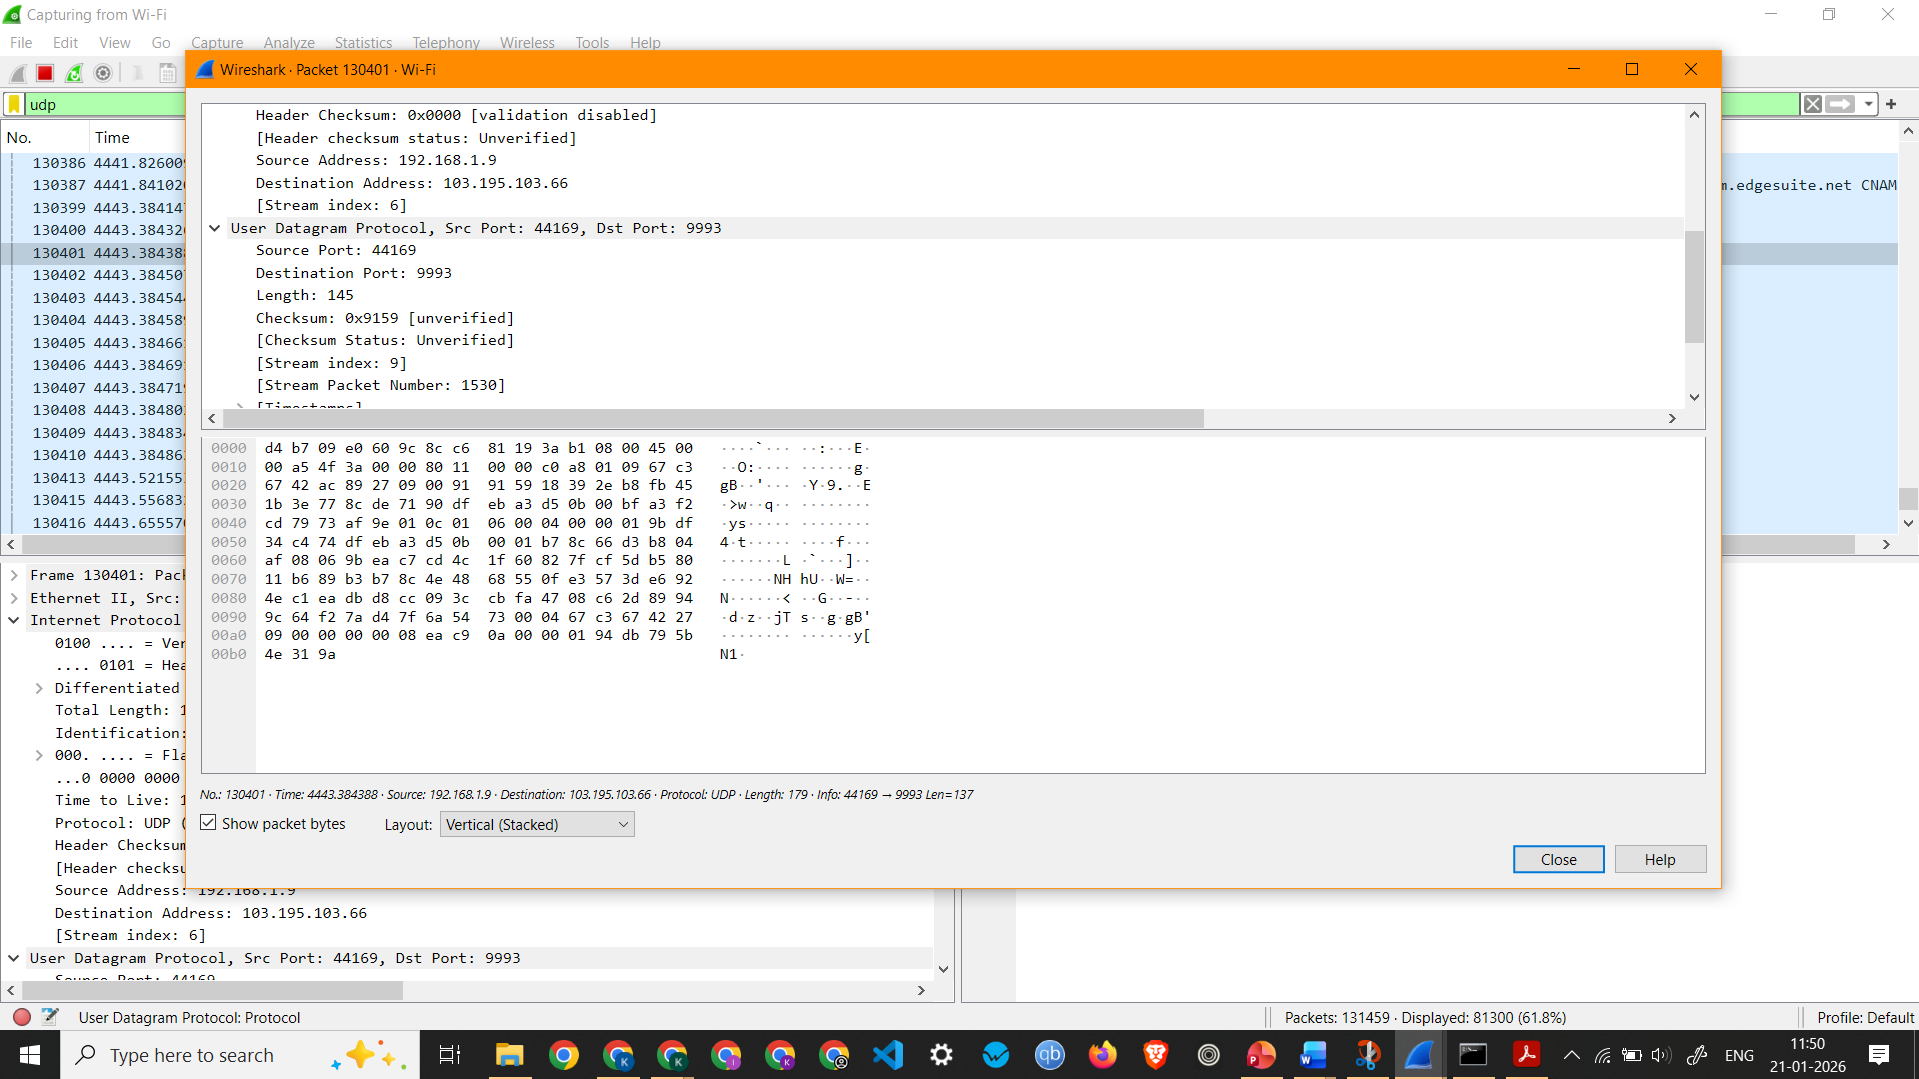 Capturing from Wi-Fi
File Edit View Go Capture Analyze Statistics Telephony Wireless Tools Help
Wireshark · Packet 130401 · Wi-Fi
udp
No. Time
130386 4441.82600
130387 4441.84102 m.edgesuite.net CNAM
130399 4443.38414
130400 4443.38432
130401 4443.38438
130402 4443.38450
130403 4443.38454
130404 4443.38458
130405 4443.38466
130406 4443.38469
130407 4443.38471
130408 4443.38480
130409 4443.38483
130410 4443.38486
130413 4443.52155
130415 4443.55683
130416 4443.65557
Header Checksum: 0x0000 [validation disabled]
[Header checksum status: Unverified]
Source Address: 192.168.1.9
Destination Address: 103.195.103.66
[Stream index: 6]
User Datagram Protocol, Src Port: 44169, Dst Port: 9993
Source Port: 44169
Destination Port: 9993
Length: 145
Checksum: 0x9159 [unverified]
[Checksum Status: Unverified]
[Stream index: 9]
[Stream Packet Number: 1530]
[Timestamps]
0000 d4 b7 09 e0 60 9c 8c c6 81 19 3a b1 08 00 45 00 ····`··· ··:···E·
0010 00 a5 4f 3a 00 00 80 11 00 00 c0 a8 01 09 67 c3 ··O:···· ······g·
0020 67 42 ac 89 27 09 00 91 91 59 18 39 2e b8 fb 45 gB··'··· ·Y·9.··E
0030 1b 3e 77 8c de 71 90 df eb a3 d5 0b 00 bf a3 f2 ·>w··q·· ········
0040 cd 79 73 af 9e 01 0c 01 06 00 04 00 00 01 9b df ·ys····· ········
0050 34 c4 74 df eb a3 d5 0b 00 01 b7 8c 66 d3 b8 04 4·t····· ····f···
0060 af 08 06 9b ea c7 cd 4c 1f 60 82 7f cf 5d b5 80 ·······L ·`···]··
0070 11 b6 89 b3 b7 8c 4e 48 68 55 0f e3 57 3d e6 92 ······NH hU··W=··
0080 4e c1 ea db d8 cc 09 3c cb fa 47 08 c6 2d 89 94 N······< ··G··-··
0090 9c 64 f2 7a d4 7f 6a 54 73 00 04 67 c3 67 42 27 ·d·z··jT s··g·gB'
00a0 09 00 00 00 00 08 ea c9 0a 00 00 01 94 db 79 5b ········ ······y[
00b0 4e 31 9a N1·
No.: 130401 · Time: 4443.384388 · Source: 192.168.1.9 · Destination: 103.195.103.66 · Protocol: UDP · Length: 179 · Info: 44169 → 9993 Len=137
Show packet bytes Layout: Vertical (Stacked)
Close Help
Frame 130401: Pac
Ethernet II, Src:
Internet Protocol
0100 .... = Ver
.... 0101 = Hea
Differentiated
Total Length: 1
Identification:
000. .... = Fla
...0 0000 0000
Time to Live: 1
Protocol: UDP (
Header Checksum
[Header checksu
Source Address: 192.168.1.9
Destination Address: 103.195.103.66
[Stream index: 6]
User Datagram Protocol, Src Port: 44169, Dst Port: 9993
Source Port: 44169
User Datagram Protocol: Protocol Packets: 131459 · Displayed: 81300 (61.8%) Profile: Default
Type here to search
ENG
11:50
21-01-2026